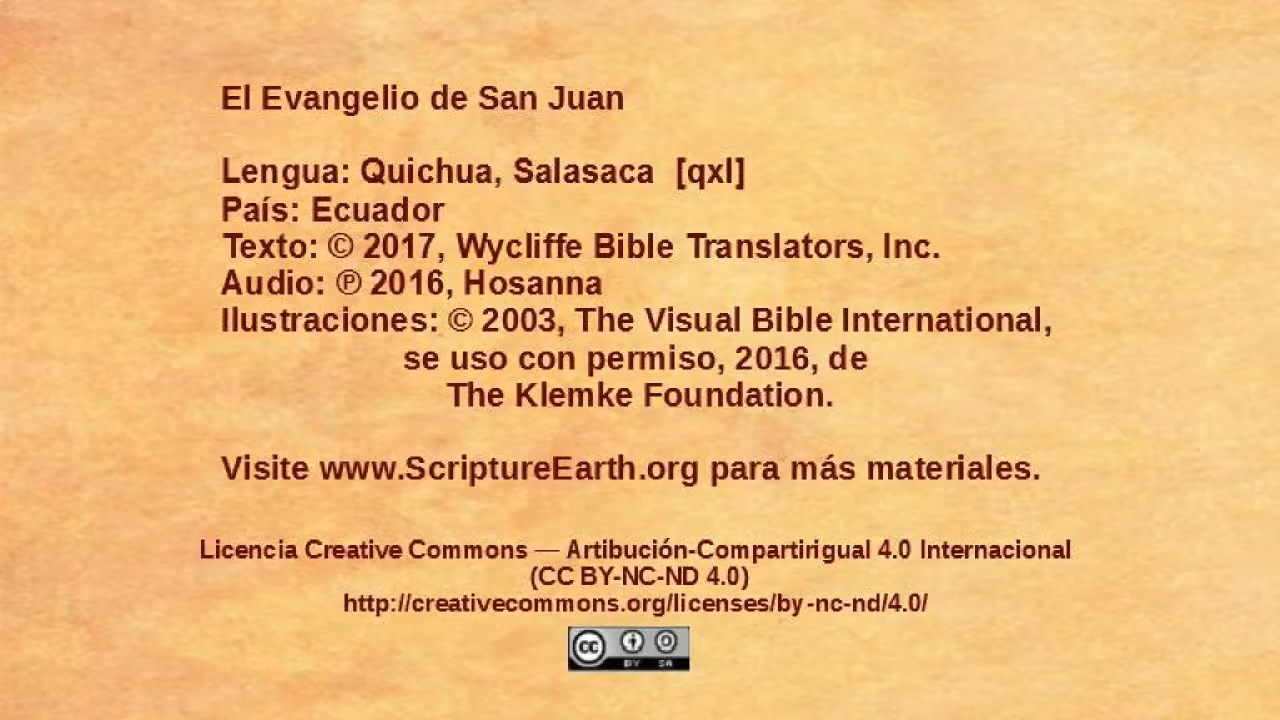 El Evangelio de San Juan
Lengua: Quichua, Salasaca [qxl]
País: Ecuador
Texto: © 2017, Wycliffe Bible Translators, Inc.
Audio: ℗ 2016, Hosanna
Ilustraciones: © 2003, The Visual Bible International,
se uso con permiso, 2016, de
The Klemke Foundation.
Visite www.ScriptureEarth.org para más materiales.
Licencia Creative Commons — Artibución-Compartirigual 4.0 Internacional
(CC BY-NC-ND 4.0)
http://creativecommons.org/licenses/by-nc-nd/4.0/
cc BY SA